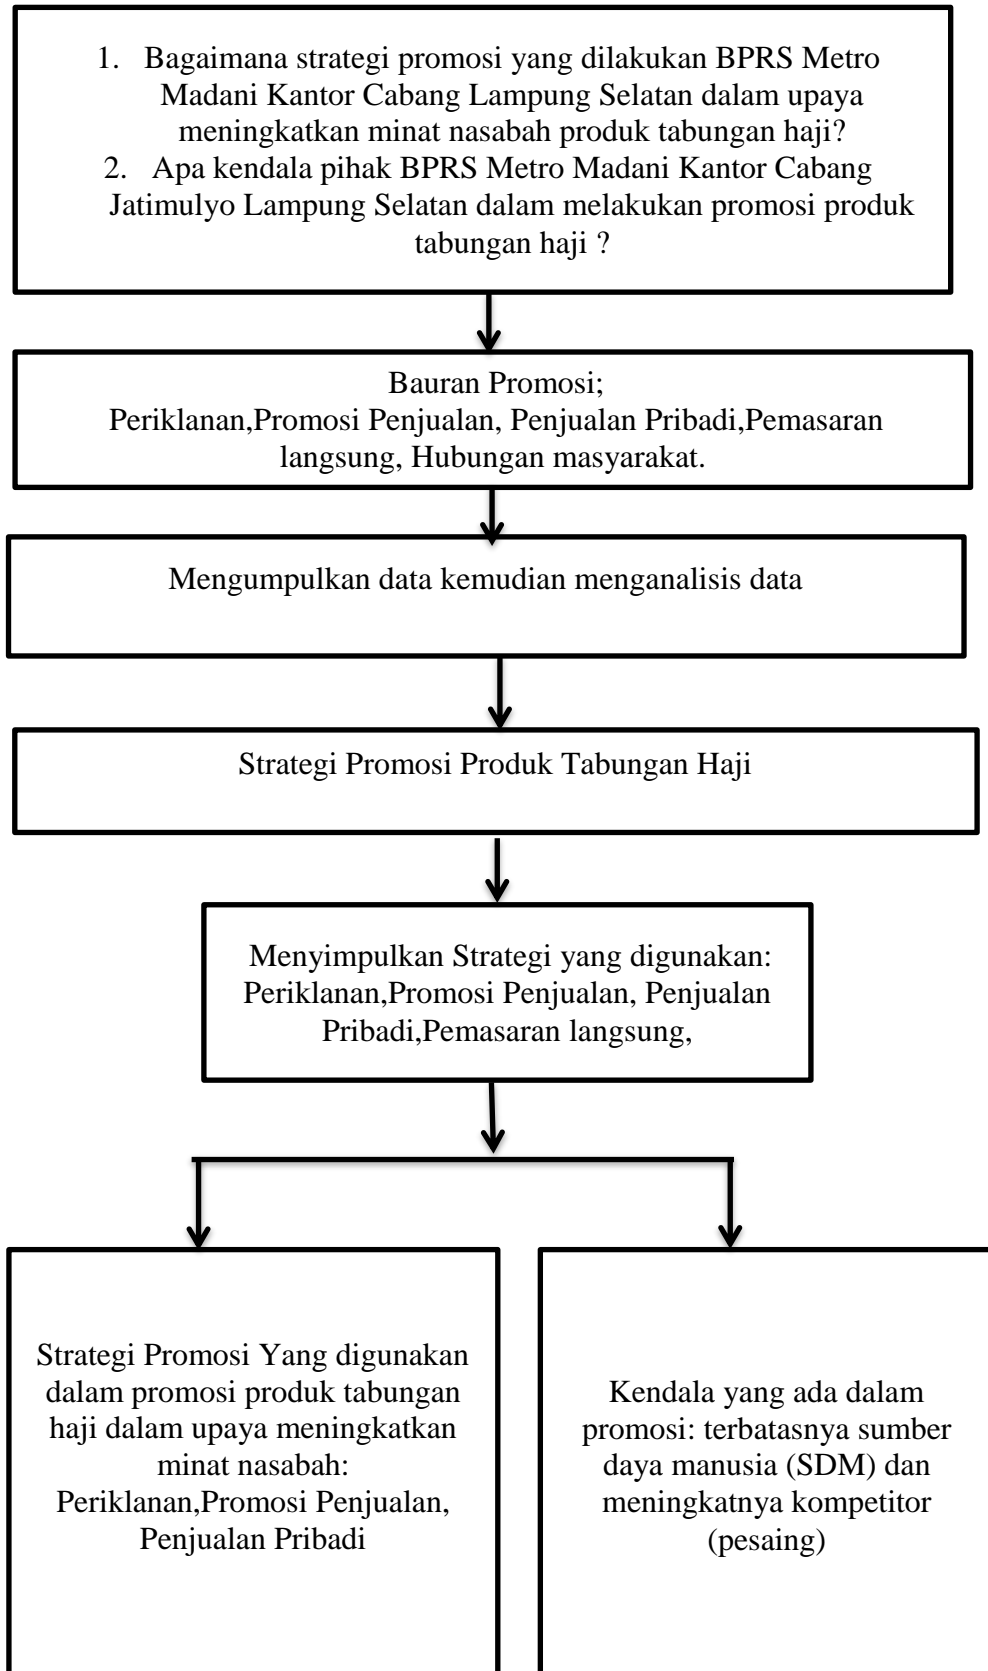 1. Bagaimana strategi promosi yang dilakukan BPRS Metro
Madani Kantor Cabang Lampung Selatan dalam upaya
meningkatkan minat nasabah produk tabungan haji?
2. Apa kendala pihak BPRS Metro Madani Kantor Cabang
Jatimulyo Lampung Selatan dalam melakukan promosi produk
tabungan haji ?
Bauran Promosi;
Periklanan,Promosi Penjualan, Penjualan Pribadi,Pemasaran
langsung, Hubungan masyarakat.
Mengumpulkan data kemudian menganalisis data
Strategi Promosi Produk Tabungan Haji
Menyimpulkan Strategi yang digunakan:
Periklanan,Promosi Penjualan, Penjualan
Pribadi,Pemasaran langsung,
Strategi Promosi Yang digunakan
dalam promosi produk tabungan
haji dalam upaya meningkatkan
minat nasabah:
Periklanan,Promosi Penjualan,
Penjualan Pribadi
Kendala yang ada dalam
promosi: terbatasnya sumber
daya manusia (SDM) dan
meningkatnya kompetitor
(pesaing)